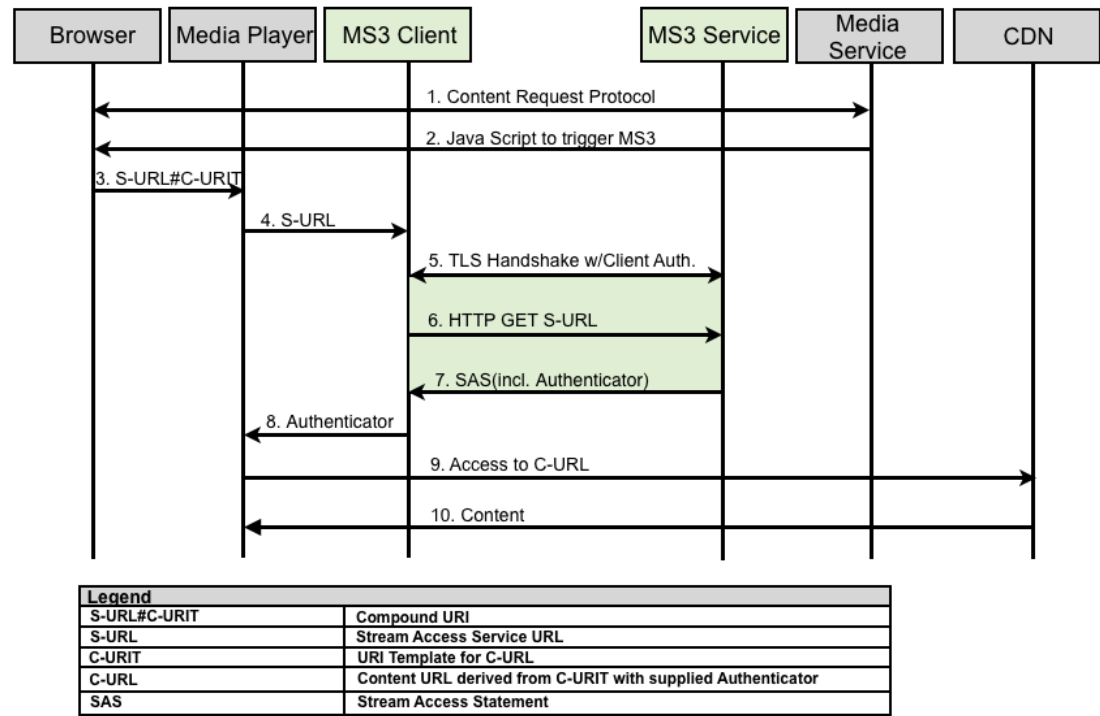 Browser
Media Player
MS3 Client
MS3 Service
Media
Service
CDN
1. Content Request Protocol
2. Java Script to trigger MS3
3. S-URL#C-URIT
4. S-URL
5. TLS Handshake w/Client Auth.
6. HTTP GET S-URL
7. SAS(incl. Authenticator)
8. Authenticator
9. Access to C-URL
10. Content
Legend
S-URL#C-URIT Compound URI
S-URL Stream Access Service URL
C-URIT URI Template for C-URL
C-URL Content URL derived from C-URIT with supplied Authenticator
SAS Stream Access Statement